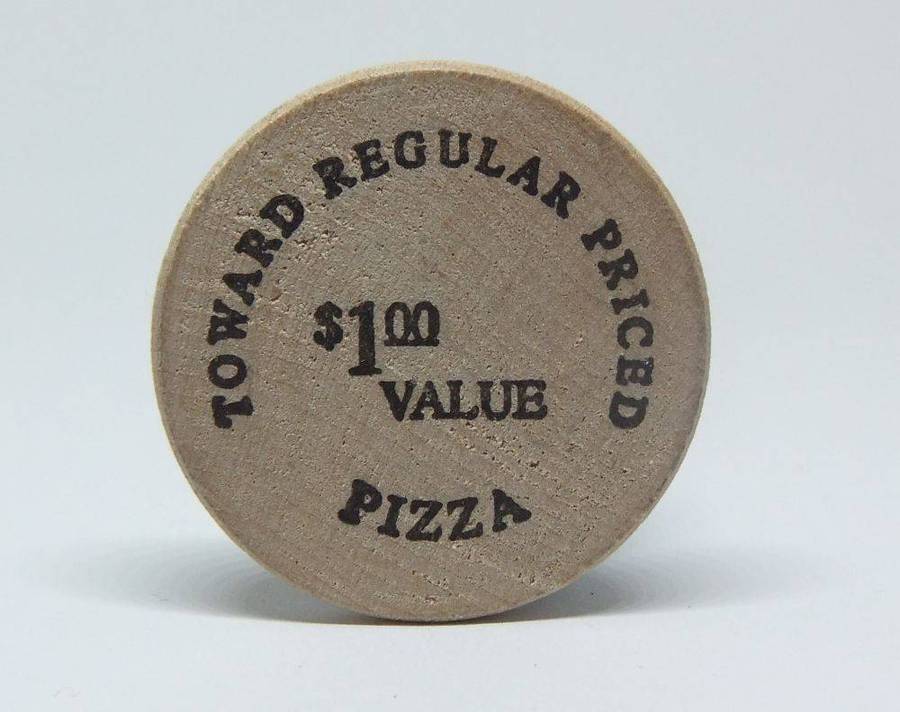 TOWARD REGULAR PRICED
$1.00
VALUE
PIZZA